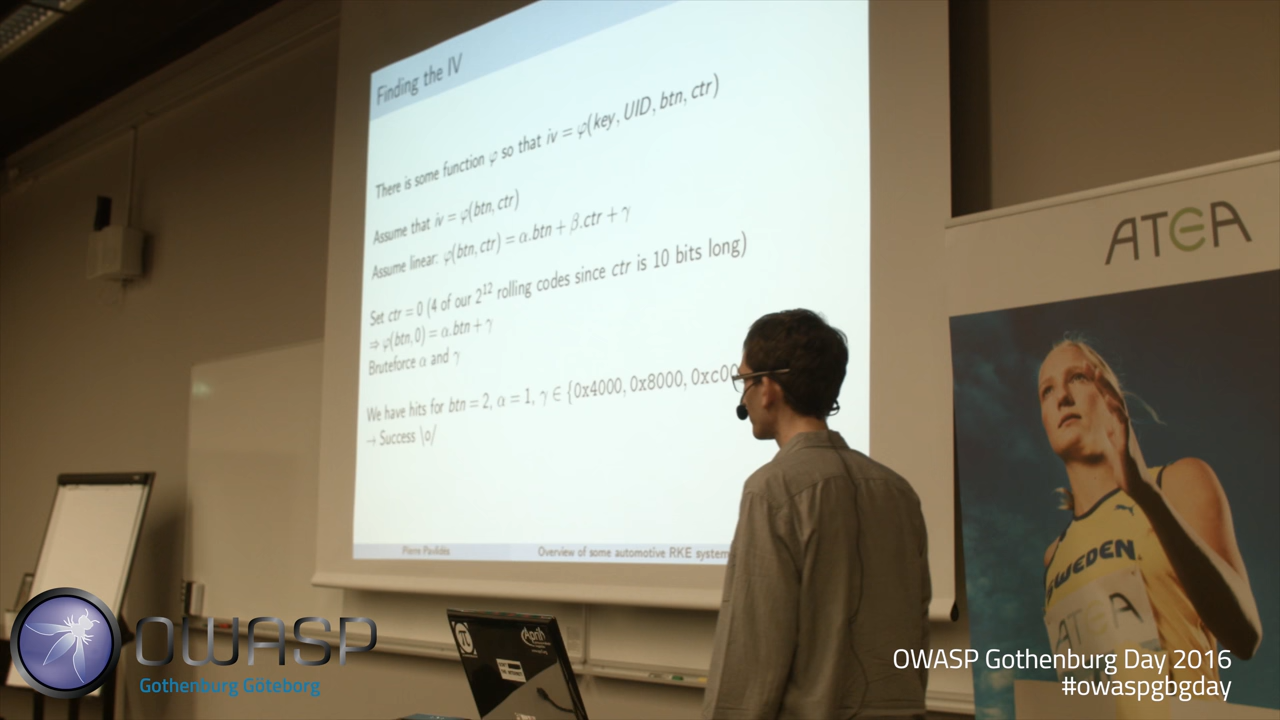 Finding the IV
There is some function φ so that iv = φ(key, UID, btn, ctr)
Assume that iv = φ(btn, ctr)
Assume linear: φ(btn, ctr) = α.btn + β.ctr + γ
Set ctr = 0 (4 of our 2¹² rolling codes since ctr is 10 bits long)
⇒ φ(btn, 0) = α.btn + γ
Bruteforce α and γ
We have hits for btn = 2, α = 1, γ ∈ {0x4000, 0x8000, 0xc00
→ Success \o/
Pierre Pavlidès
Overview of some automotive RKE system
ATEA
SWEDEN
ATEA
π
April
OWASP
Gothenburg Göteborg
OWASP Gothenburg Day 2016
#owaspgbgday